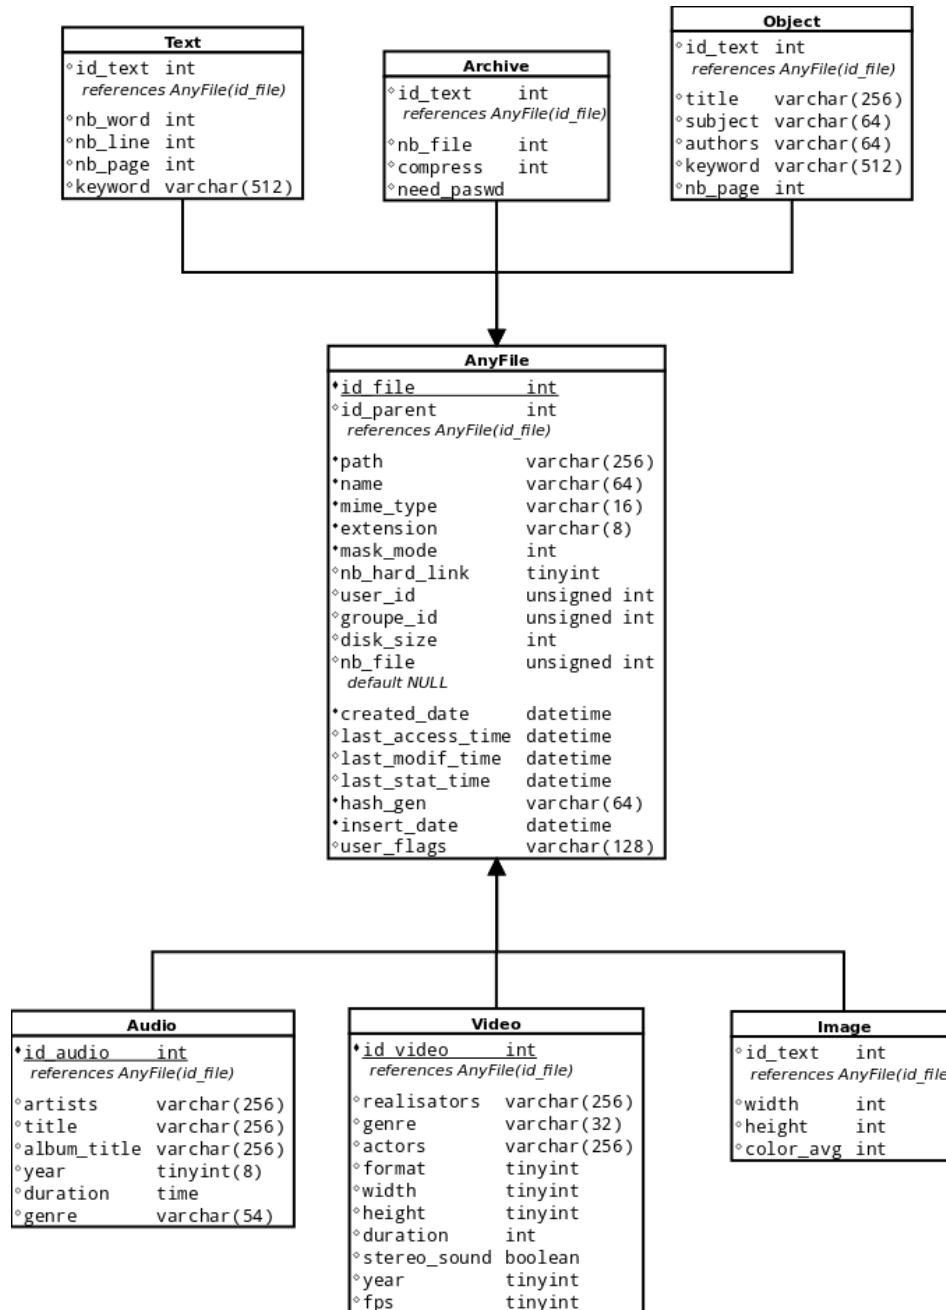 Text
id_text int
references AnyFile(id_file)
nb_word int
nb_line int
nb_page int
keyword varchar(512)
Archive
id_text int
references AnyFile(id_file)
nb_file int
compress int
need_paswd
Object
id_text int
references AnyFile(id_file)
title varchar(256)
subject varchar(64)
authors varchar(64)
keyword varchar(512)
nb_page int
AnyFile
id_file int
id_parent int
references AnyFile(id_file)
path varchar(256)
name varchar(64)
mime_type varchar(16)
extension varchar(8)
mask_mode int
nb_hard_link tinyint
user_id unsigned int
groupe_id unsigned int
disk_size int
nb_file unsigned int
default NULL
created_date datetime
last_access_time datetime
last_modif_time datetime
last_stat_time datetime
hash_gen varchar(64)
insert_date datetime
user_flags varchar(128)
Audio
id_audio int
references AnyFile(id_file)
artists varchar(256)
title varchar(256)
album_title varchar(256)
year tinyint(8)
duration time
genre varchar(54)
Video
id_video int
references AnyFile(id_file)
realisators varchar(256)
genre varchar(32)
actors varchar(256)
format tinyint
width tinyint
height tinyint
duration int
stereo_sound boolean
year tinyint
fps tinyint
Image
id_text int
references AnyFile(id_file
width int
height int
color_avg int